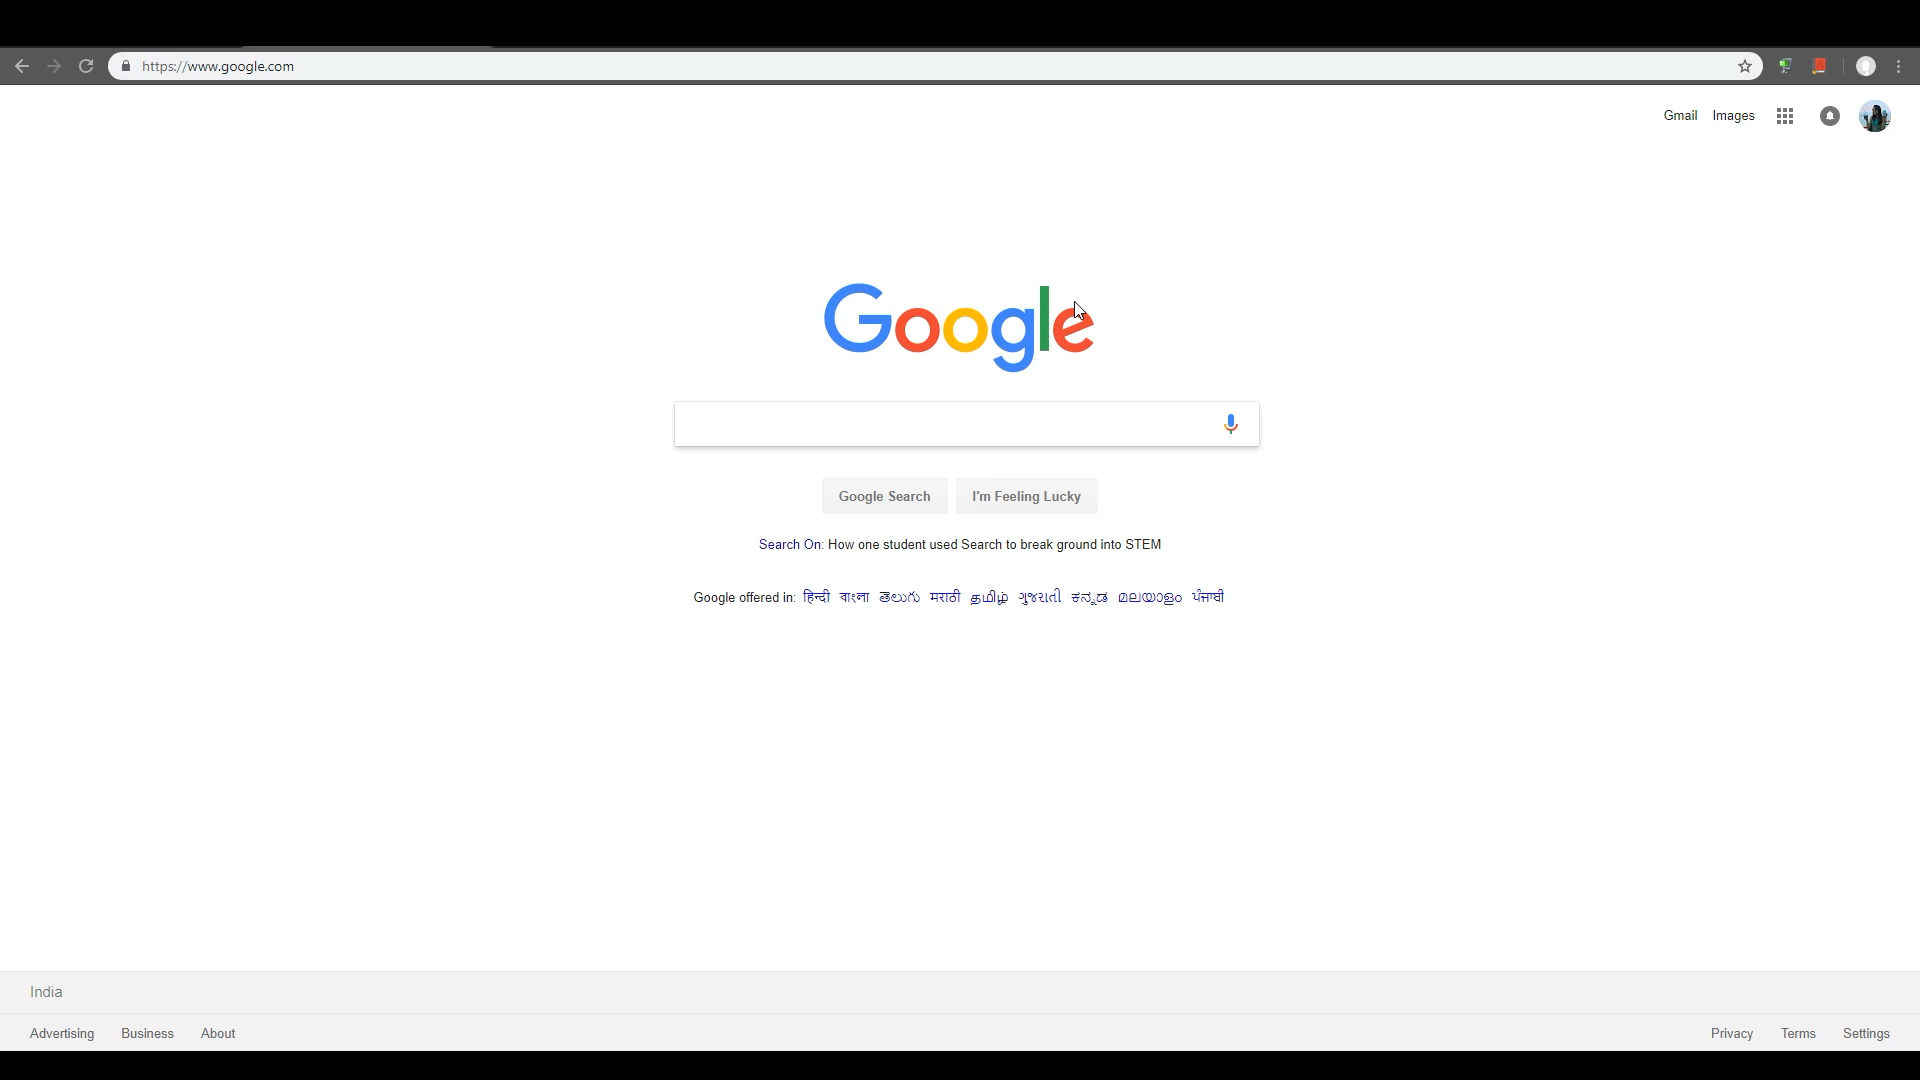 https://www.google.com
Gmail Images
Google
Google Search I'm Feeling Lucky
Search On: How one student used Search to break ground into STEM
Google offered in: हिन्दी বাংলা తెలుగు मराठी தமிழ் ગુજરાતી ಕನ್ನಡ മലയാളം ਪੰਜਾਬੀ
India
Advertising Business About Privacy Terms Settings